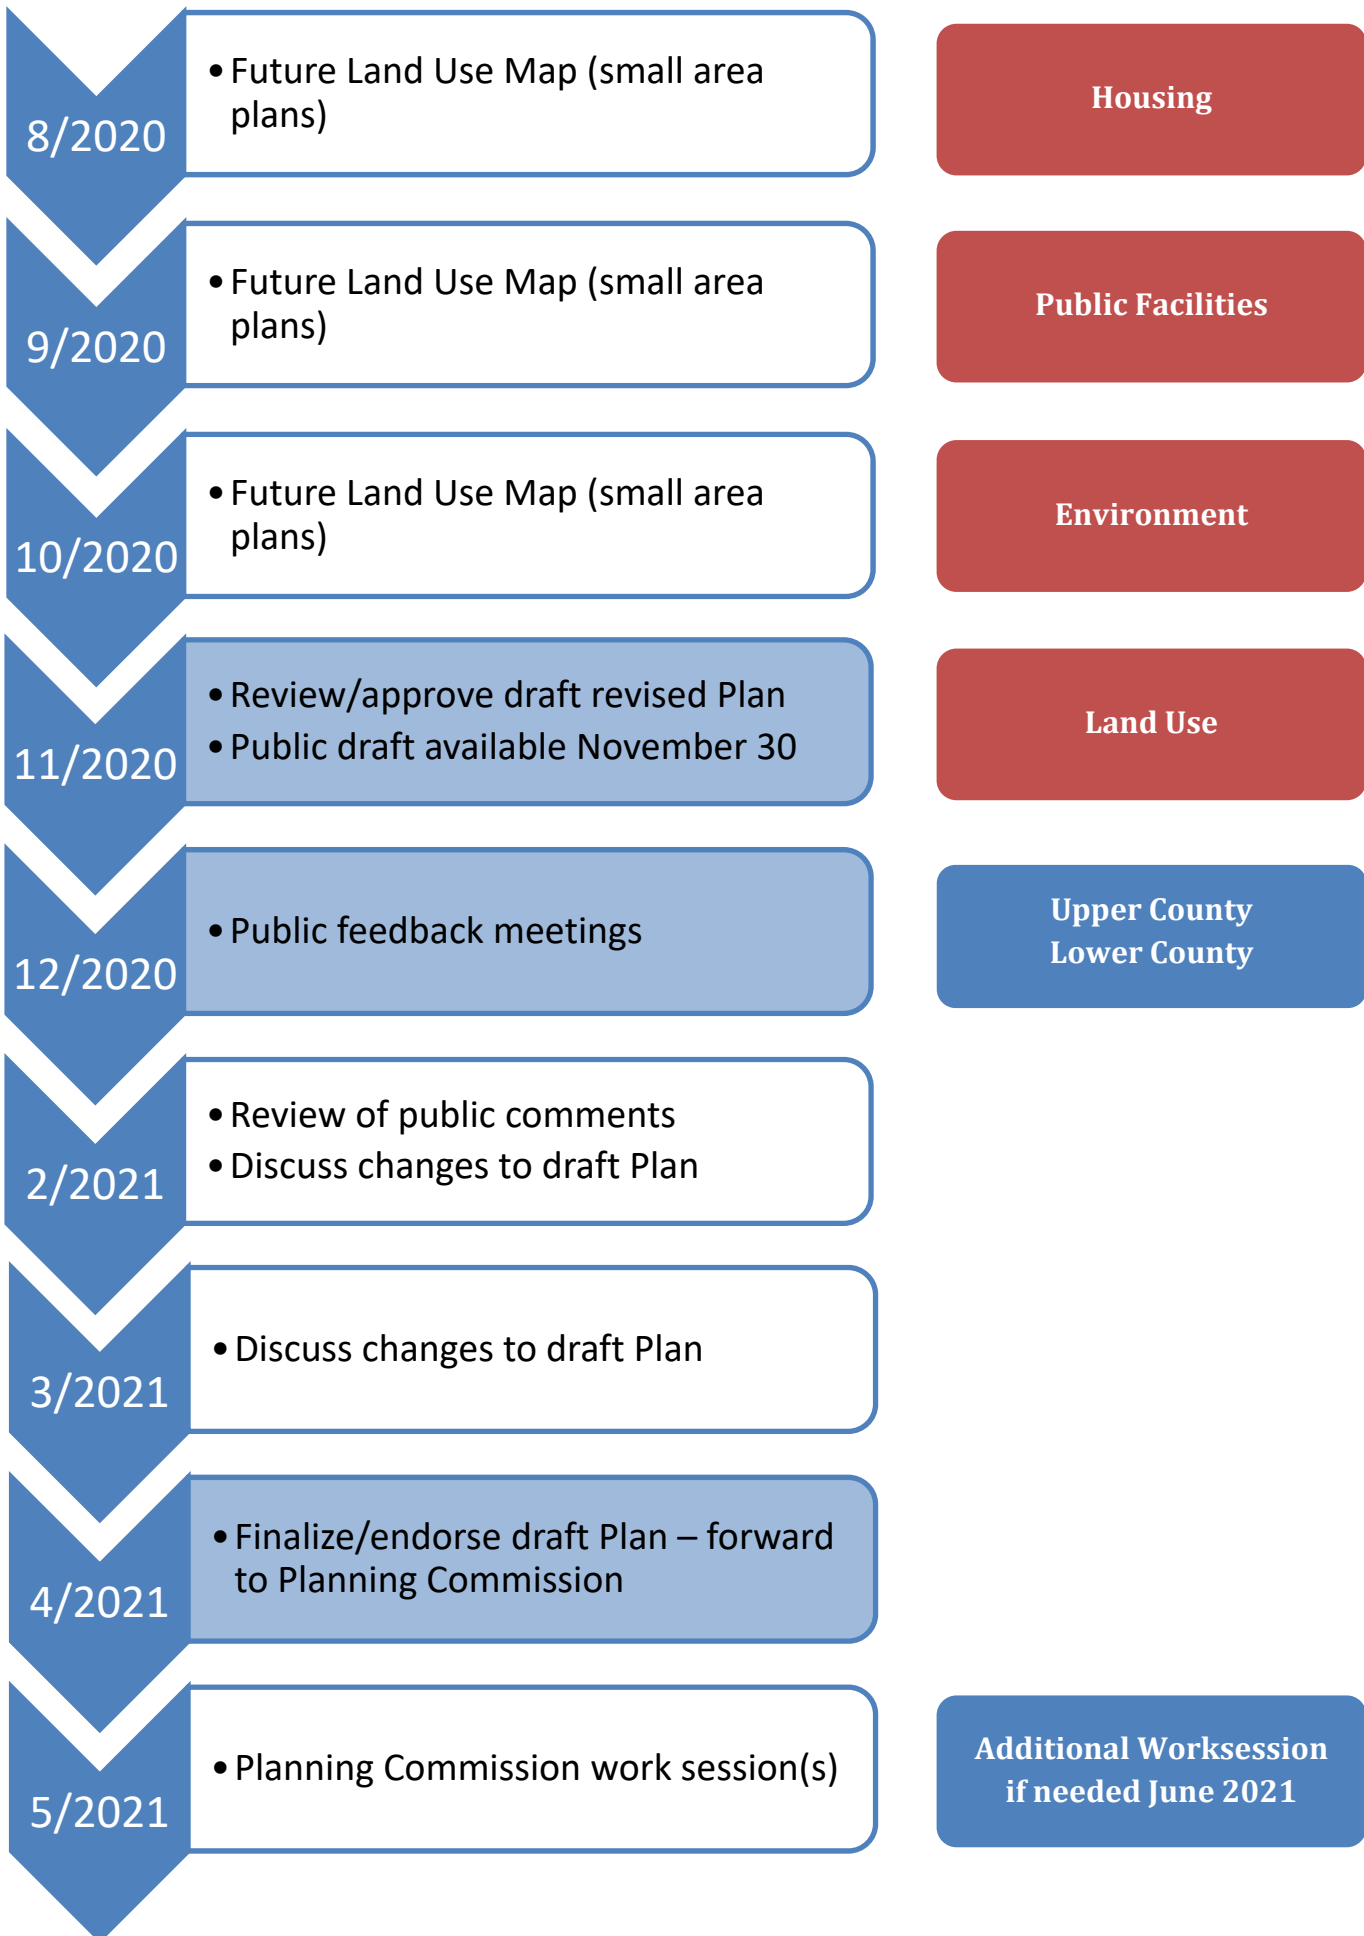 8/2020
• Future Land Use Map (small area
plans)
Housing
9/2020
• Future Land Use Map (small area
plans)
Public Facilities
10/2020
• Future Land Use Map (small area
plans)
Environment
11/2020
• Review/approve draft revised Plan
• Public draft available November 30
Land Use
12/2020
• Public feedback meetings
Upper County
Lower County
2/2021
• Review of public comments
• Discuss changes to draft Plan
3/2021
• Discuss changes to draft Plan
4/2021
• Finalize/endorse draft Plan – forward
to Planning Commission
5/2021
• Planning Commission work session(s)
Additional Worksession
if needed June 2021